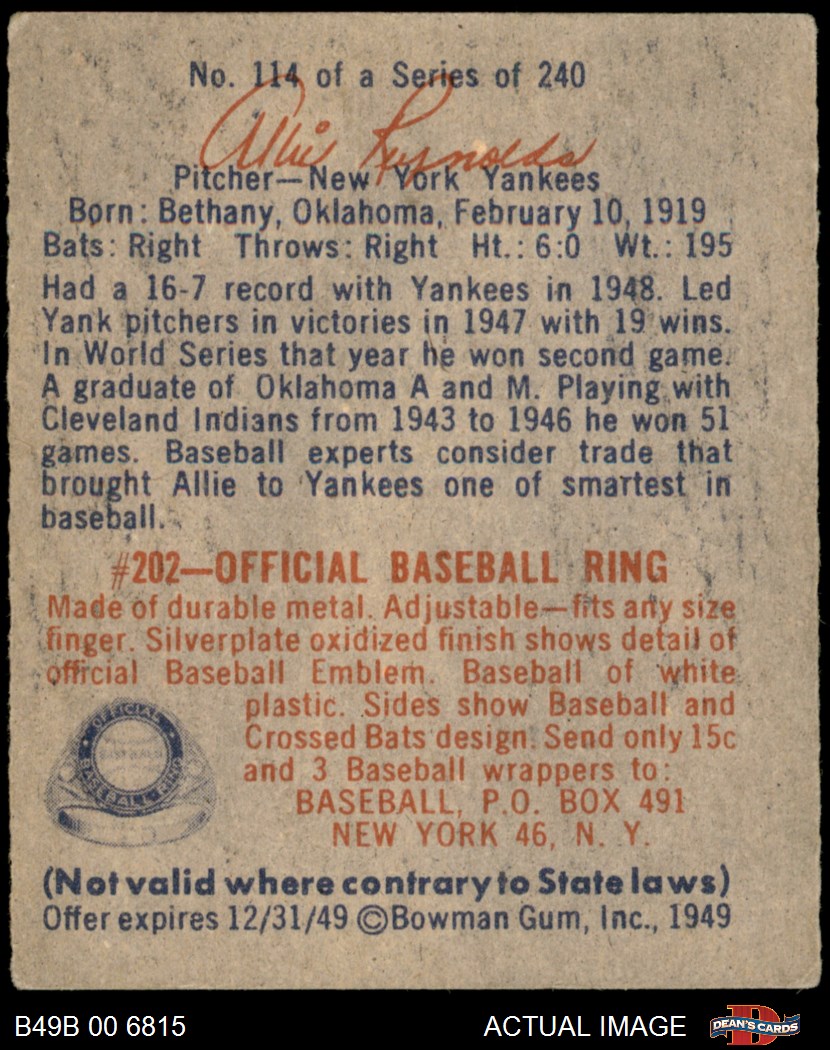 No. 114 of a Series of 240
Allie Reynolds
Pitcher—New York Yankees
Born: Bethany, Oklahoma, February 10, 1919
Bats: Right Throws: Right Ht.: 6:0 Wt.: 195
Had a 16-7 record with Yankees in 1948. Led
Yank pitchers in victories in 1947 with 19 wins.
In World Series that year he won second game.
A graduate of Oklahoma A and M. Playing with
Cleveland Indians from 1943 to 1946 he won 51
games. Baseball experts consider trade that
brought Allie to Yankees one of smartest in
baseball.
#202—OFFICIAL BASEBALL RING
Made of durable metal. Adjustable—fits any size
finger. Silverplate oxidized finish shows detail of
official Baseball Emblem. Baseball of white
plastic. Sides show Baseball and
Crossed Bats design. Send only 15c
and 3 Baseball wrappers to:
BASEBALL, P.O. BOX 491
NEW YORK 46, N. Y.
OFFICIAL
BASEBALL RING
(Not valid where contrary to State laws)
Offer expires 12/31/49 ©Bowman Gum, Inc., 1949
B49B 00 6815
ACTUAL IMAGE
DEAN'S CARDS